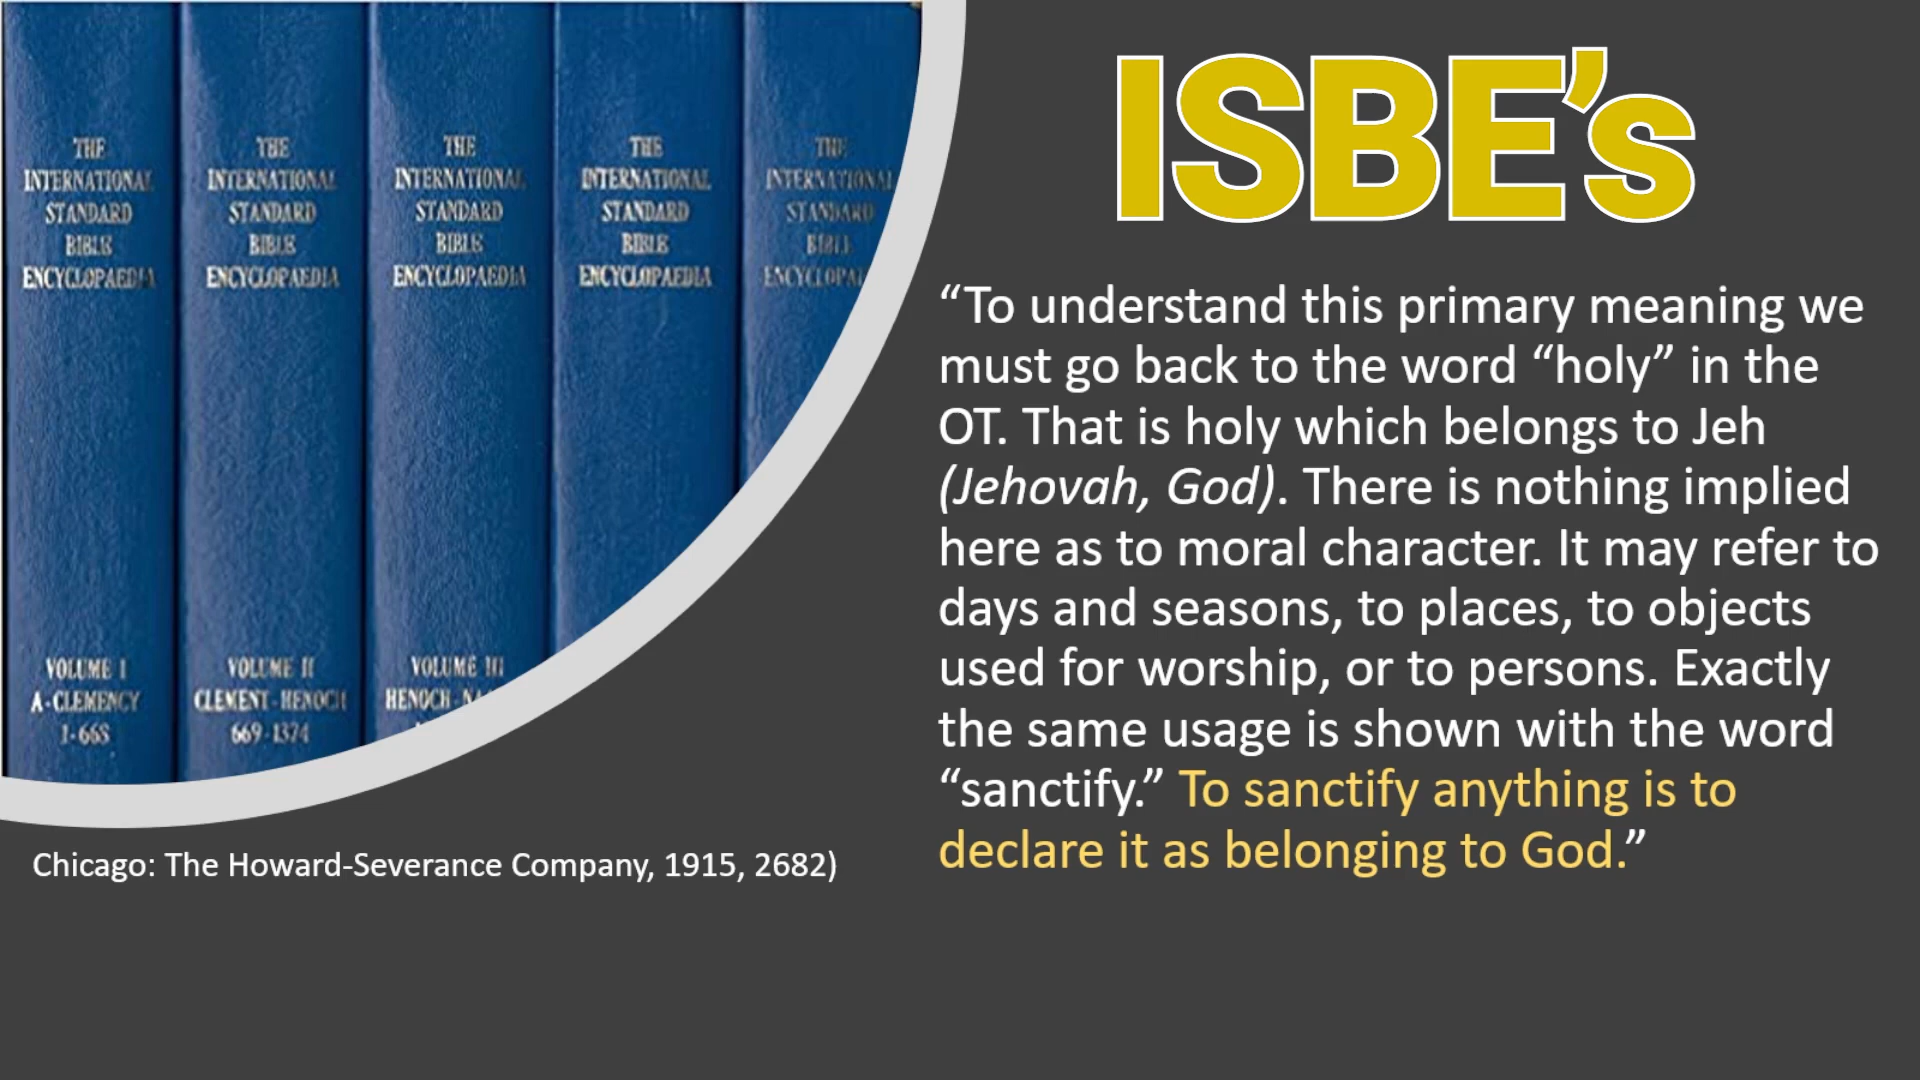 THE
INTERNATIONAL
STANDARD
BIBLE
ENCYCLOPAEDIA
VOLUME I
A-CLEMENCY
1-668
THE
INTERNATIONAL
STANDARD
BIBLE
ENCYCLOPAEDIA
VOLUME II
CLEMENT-HENOCH
669-1374
THE
INTERNATIONAL
STANDARD
BIBLE
ENCYCLOPAEDIA
VOLUME III
HENOCH-
THE
INTERNATIONAL
STANDARD
BIBLE
ENCYCLOPAEDIA
THE
INTERNATIONAL
STANDARD
BIBLE
Chicago: The Howard-Severance Company, 1915, 2682)
ISBE’s
“To understand this primary meaning we
must go back to the word “holy” in the
OT. That is holy which belongs to Jeh
(Jehovah, God). There is nothing implied
here as to moral character. It may refer to
days and seasons, to places, to objects
used for worship, or to persons. Exactly
the same usage is shown with the word
“sanctify.” To sanctify anything is to
declare it as belonging to God.”